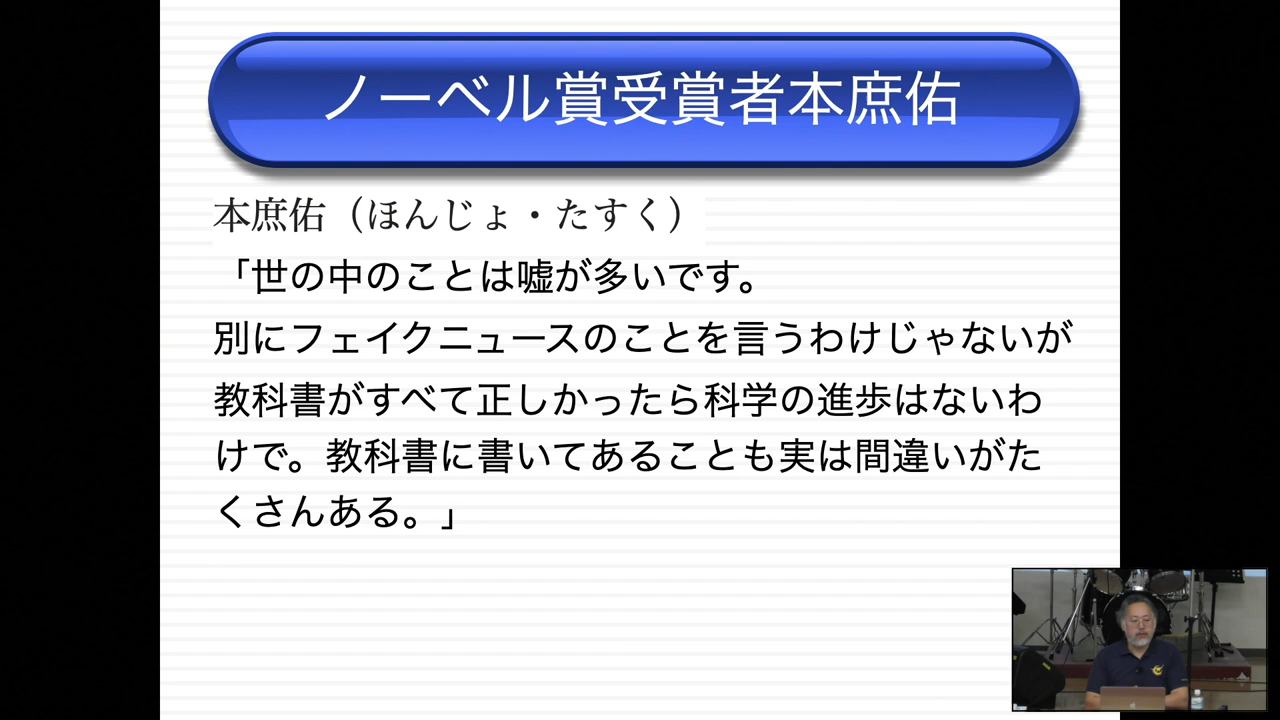 ノーベル賞受賞者本庶佑
本庶佑（ほんじょ・たすく）
「世の中のことは嘘が多いです。
別にフェイクニュースのことを言うわけじゃないが
教科書がすべて正しかったら科学の進歩はないわ
けで。教科書に書いてあることも実は間違いがた
くさんある。」